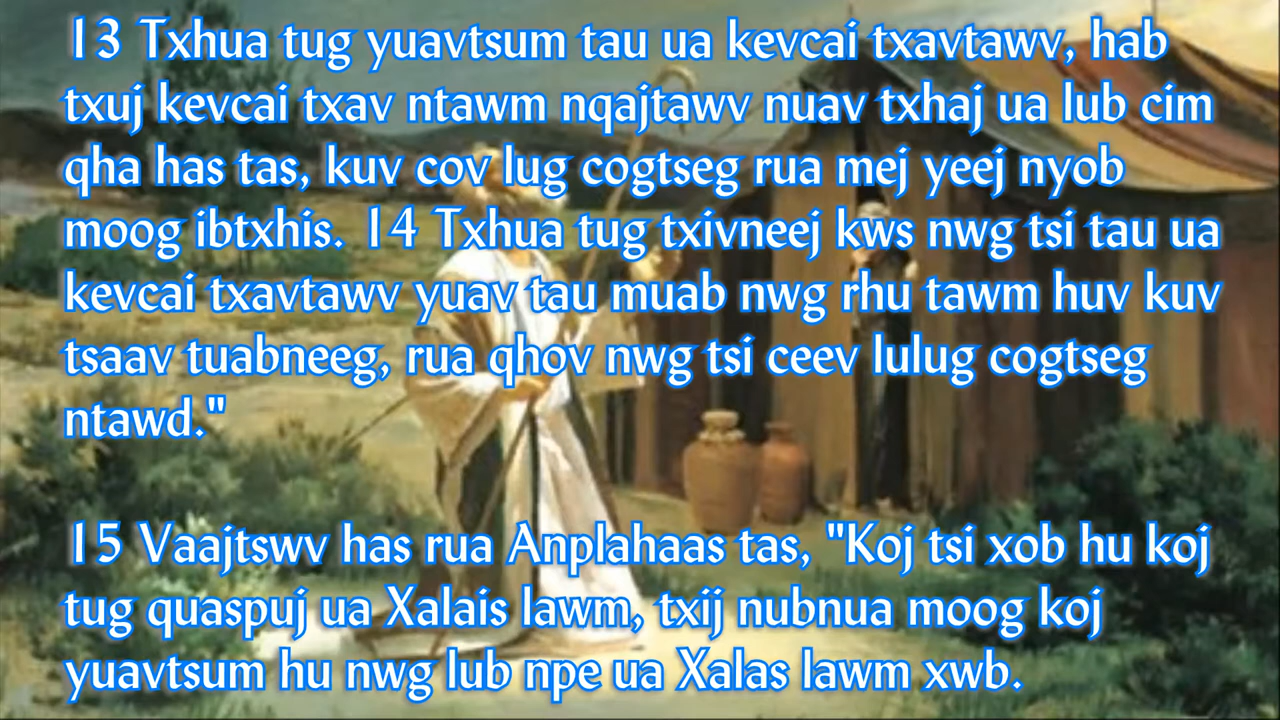 13 Txhua tug yuavtsum tau ua kevcai txavtawv, hab
txuj kevcai txav ntawm nqajtawv nuav txhaj ua lub cim
qha has tas, kuv cov lug cogtseg rua mej yeej nyob
moog ibtxhis. 14 Txhua tug txivneej kws nwg tsi tau ua
kevcai txavtawv yuav tau muab nwg rhu tawm huv kuv
tsaav tuabneeg, rua qhov nwg tsi ceev lulug cogtseg
ntawd."
15 Vaajtswv has rua Anplahaas tas, "Koj tsi xob hu koj
tug quaspuj ua Xalais lawm, txij nubnua moog koj
yuavtsum hu nwg lub npe ua Xalas lawm xwb.